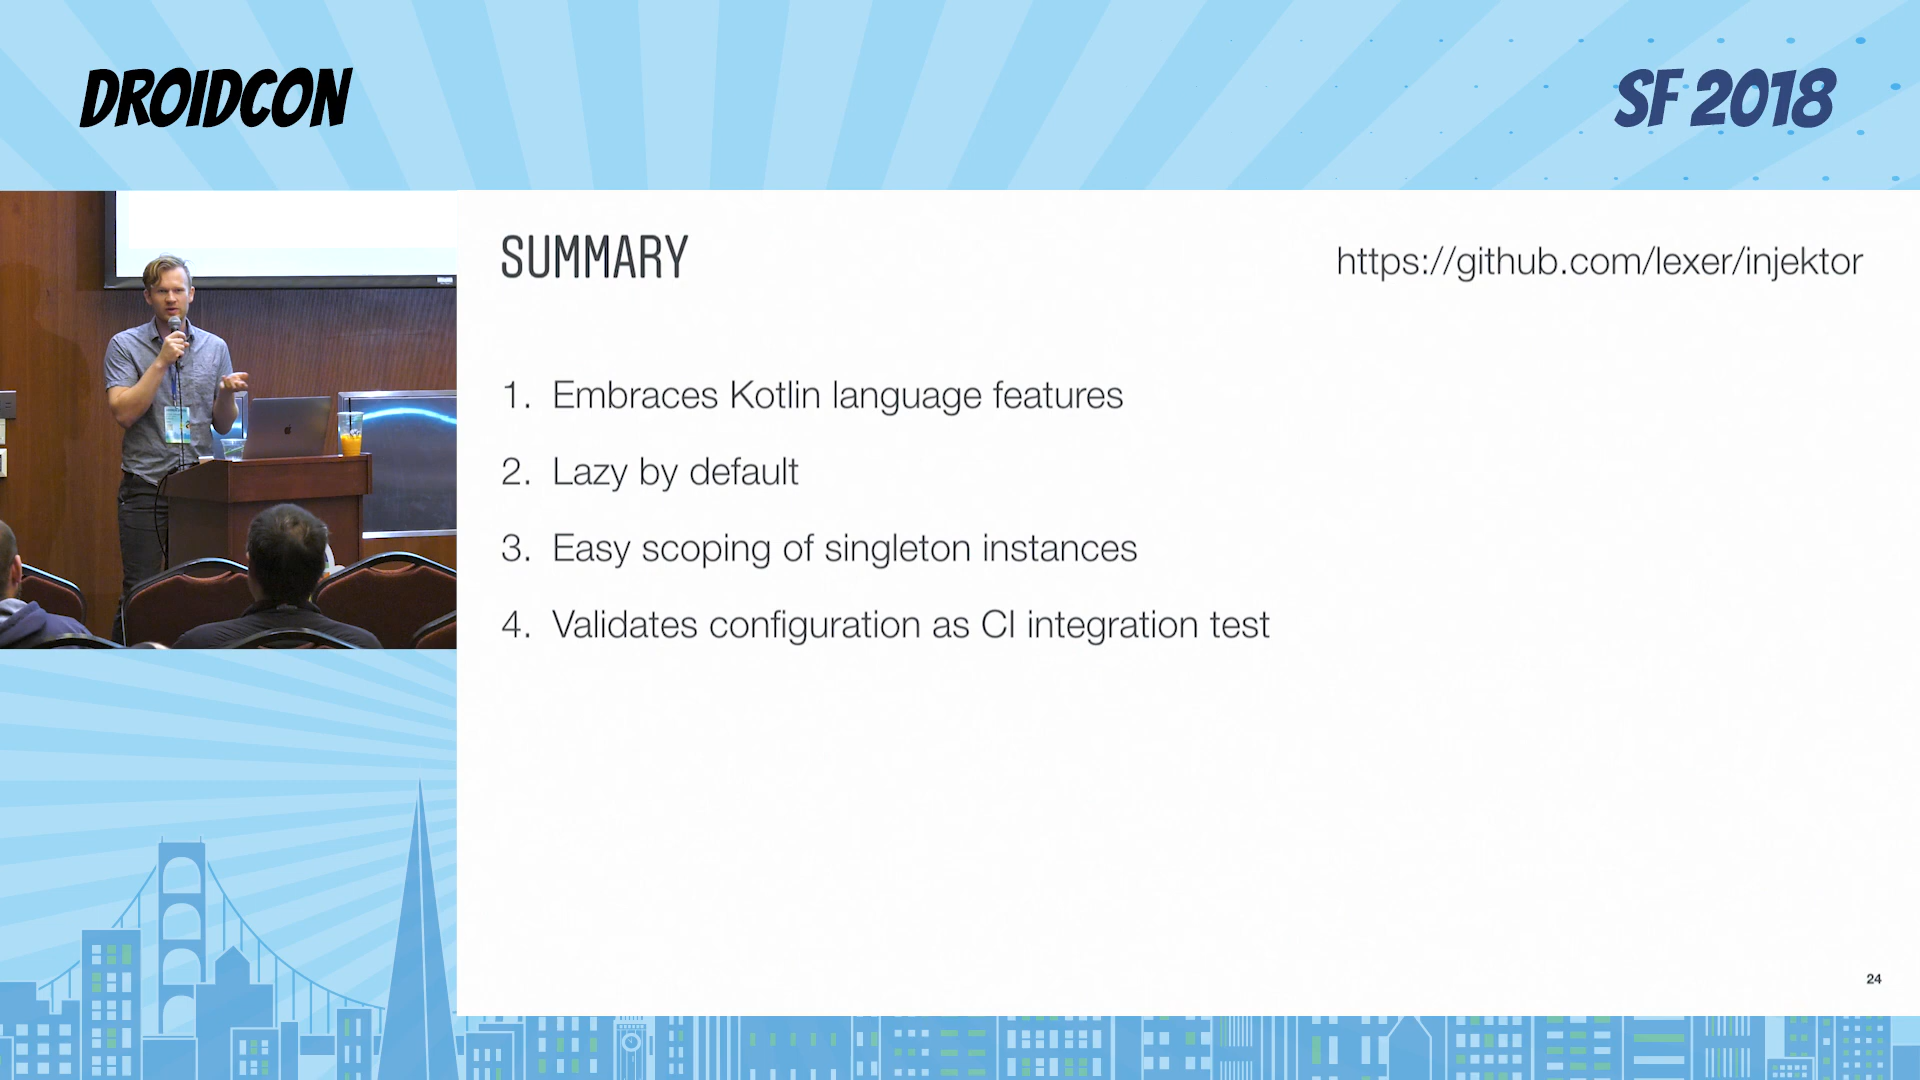 DROIDCON
SF 2018
SUMMARY
https://github.com/lexer/injektor
1. Embraces Kotlin language features
2. Lazy by default
3. Easy scoping of singleton instances
4. Validates configuration as CI integration test
24